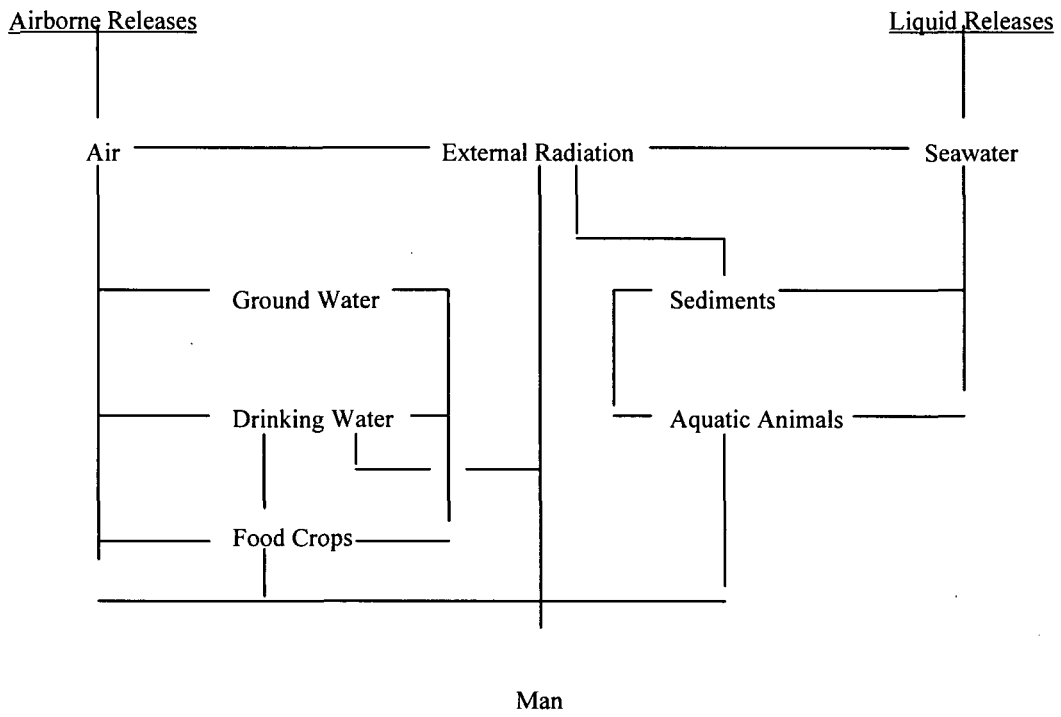 Airborne Releases
Liquid Releases
Air
External Radiation
Seawater
Ground Water
Sediments
Drinking Water
Aquatic Animals
Food Crops
Man